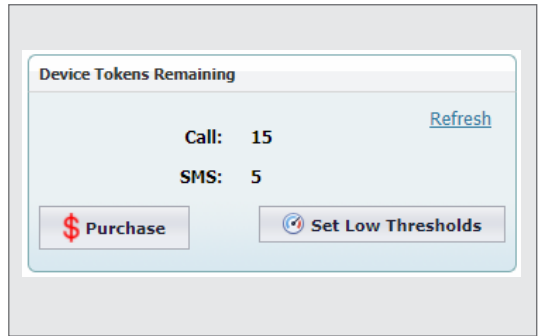 Device Tokens Remaining
Refresh
Call: 15
SMS: 5
$ Purchase
Set Low Thresholds